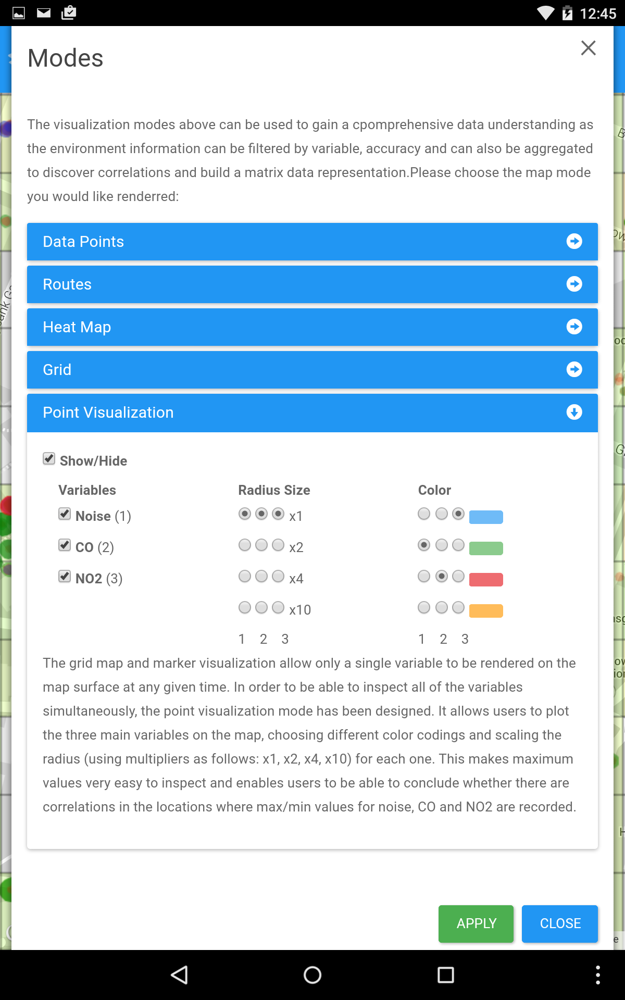 12:45
Modes
The visualization modes above can be used to gain a cpomprehensive data understanding as
the environment information can be filtered by variable, accuracy and can also be aggregated
to discover correlations and build a matrix data representation.Please choose the map mode
you would like renderred:
Data Points
Routes
Heat Map
Grid
Point Visualization
Show/Hide
Variables Radius Size Color
Noise (1) x1
CO (2) x2
NO2 (3) x4
x10
1 2 3 1 2 3
The grid map and marker visualization allow only a single variable to be rendered on the
map surface at any given time. In order to be able to inspect all of the variables
simultaneously, the point visualization mode has been designed. It allows users to plot
the three main variables on the map, choosing different color codings and scaling the
radius (using multipliers as follows: x1, x2, x4, x10) for each one. This makes maximum
values very easy to inspect and enables users to be able to conclude whether there are
correlations in the locations where max/min values for noise, CO and NO2 are recorded.
APPLY CLOSE